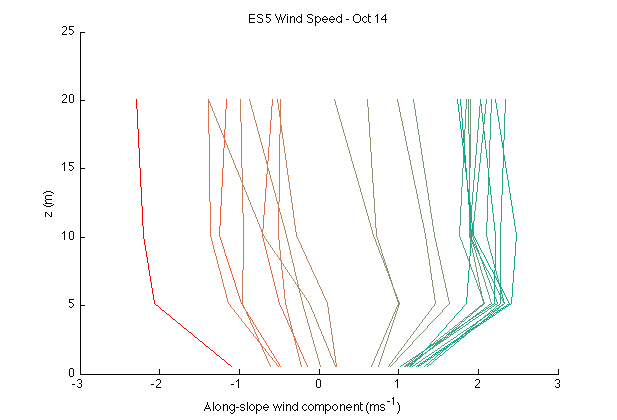 ES5 Wind Speed - Oct 14
25
20
15
10
5
0
z (m)
-3 -2 -1 0 1 2 3
Along-slope wind component (ms⁻¹)